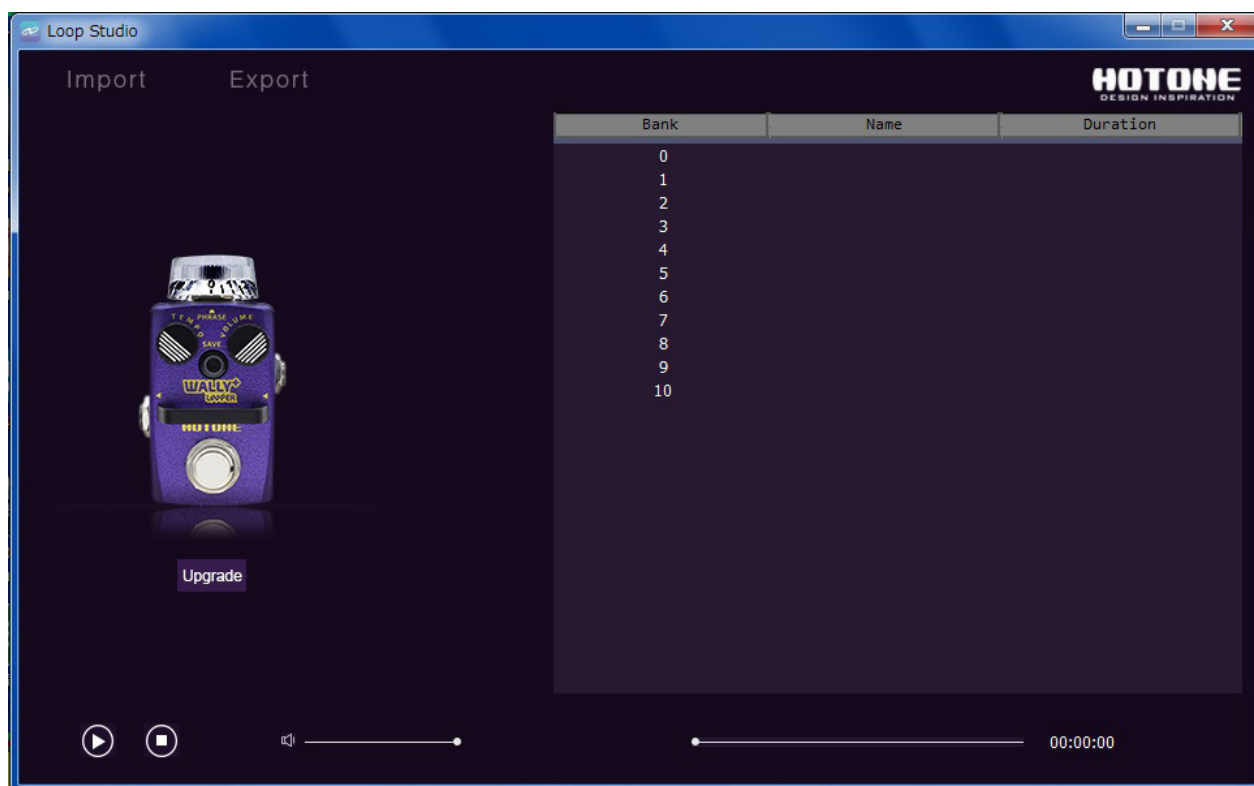 Loop Studio
Import Export
HOTONE
DESIGN INSPIRATION
Bank Name Duration
0
1
2
3
4
5
6
7
8
9
10
TEMPO PHRASE VOLUME
SAVE
WALLY+
LOOPER
HOTONE
Upgrade
00:00:00